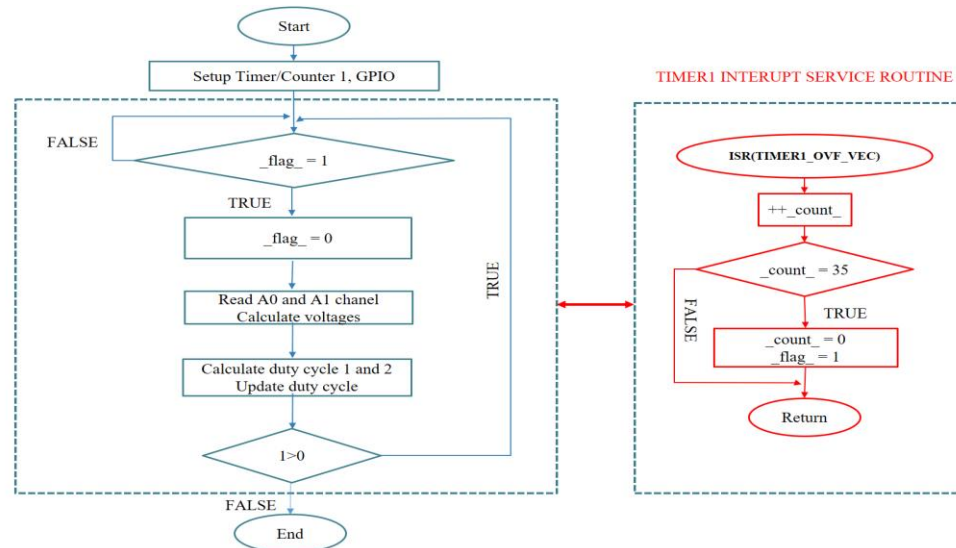 Start
Setup Timer/Counter 1, GPIO
FALSE
_flag_ = 1
TRUE
_flag_ = 0
Read A0 and A1 chanel
Calculate voltages
Calculate duty cycle 1 and 2
Update duty cycle
1>0
TRUE
FALSE
End
TIMER1 INTERUPT SERVICE ROUTINE
ISR(TIMER1_OVF_VEC)
++_count_
_count_ = 35
TRUE
FALSE
_count_ = 0
_flag_ = 1
Return